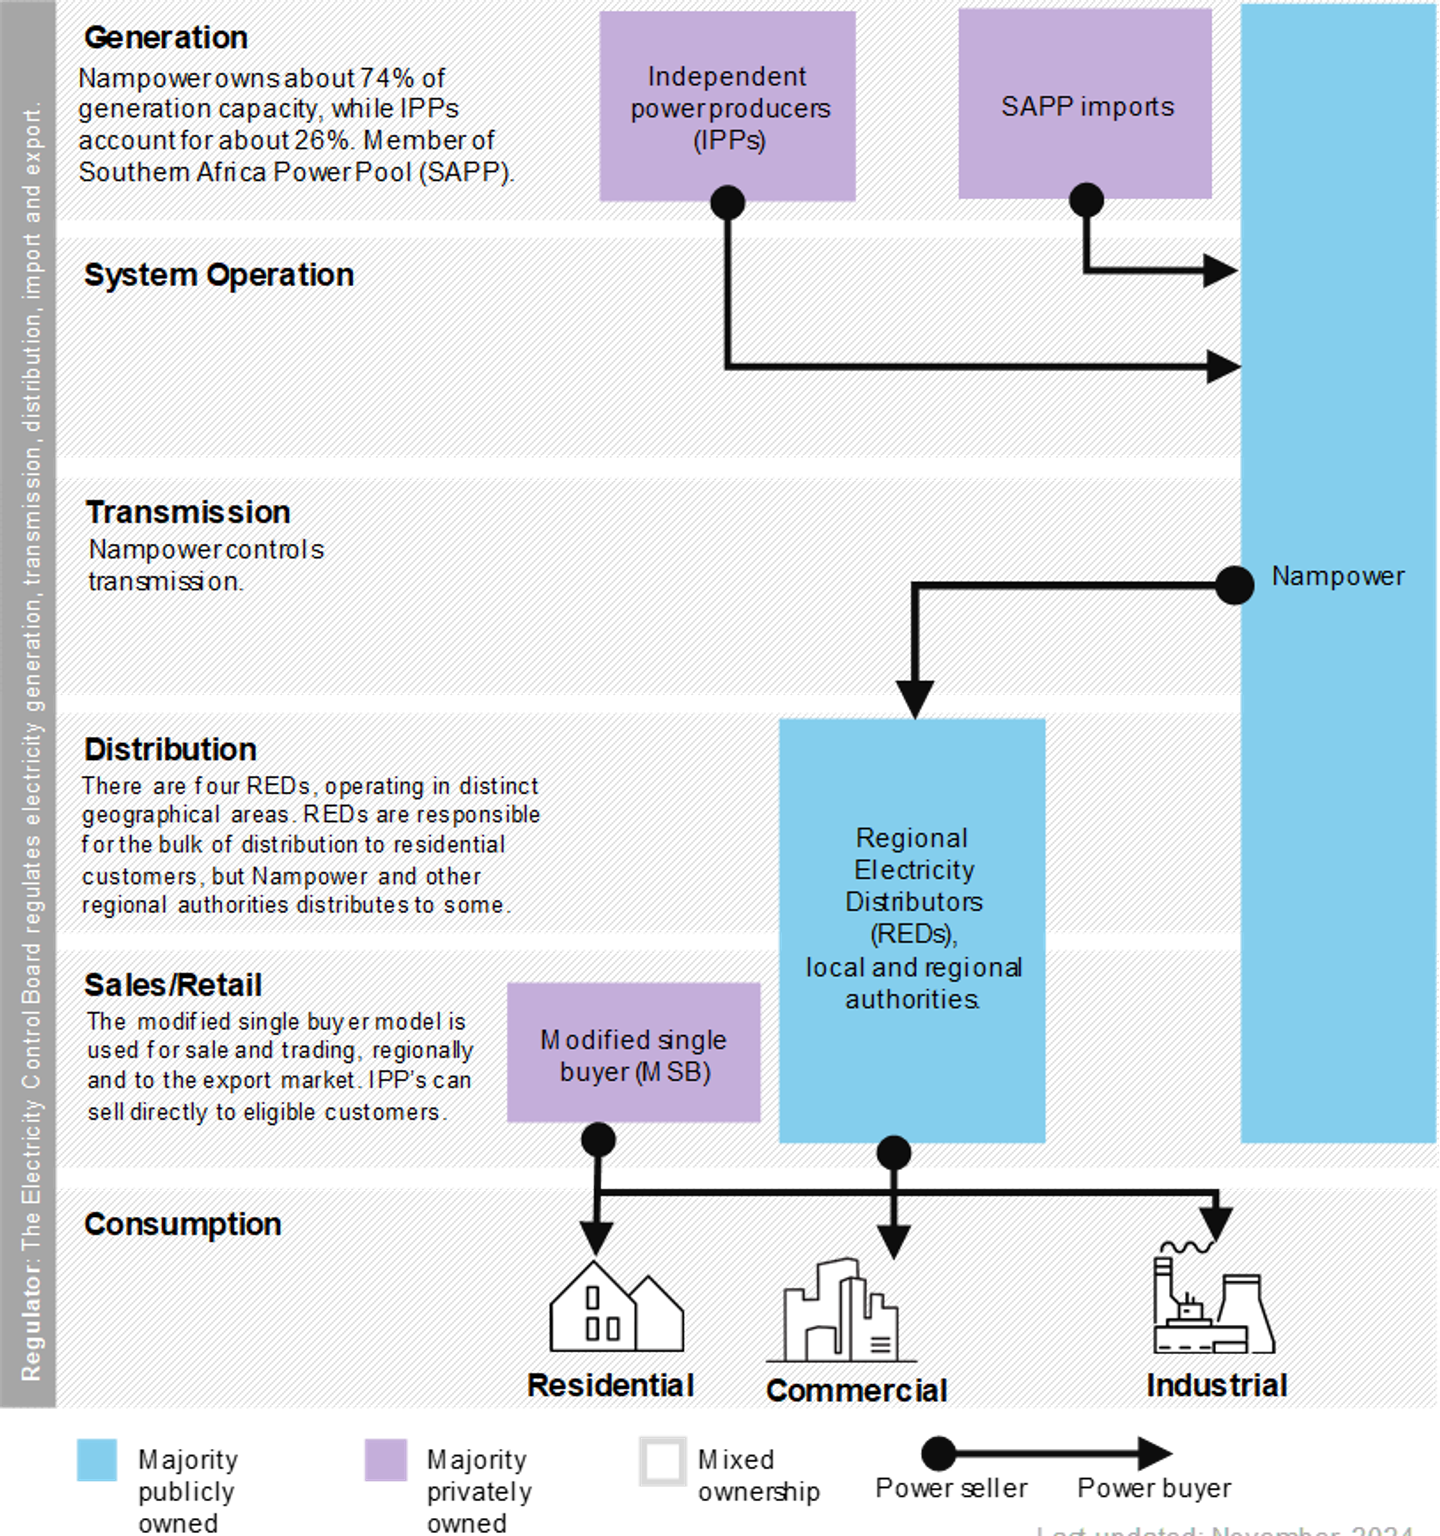 Regulator: The Electricity Control Board regulates electricity generation, transmission, distribution, import and export.
Generation
Nampower owns about 74% of
generation capacity, while IPPs
account for about 26%. Member of
Southern Africa Power Pool (SAPP).
Independent
power producers
(IPPs)
SAPP imports
System Operation
Transmission
Nampower controls
transmission.
Nampower
Distribution
There are four REDs, operating in distinct
geographical areas. REDs are responsible
for the bulk of distribution to residential
customers, but Nampower and other
regional authorities distributes to some.
Regional
Electricity
Distributors
(REDs),
local and regional
authorities.
Sales/Retail
The modified single buyer model is
used for sale and trading, regionally
and to the export market. IPP's can
sell directly to eligible customers.
Modified single
buyer (MSB)
Consumption
Residential
Commercial
Industrial
Majority
publicly
owned
Majority
privately
owned
Mixed
ownership
Power seller
Power buyer
Last updated: November, 2024